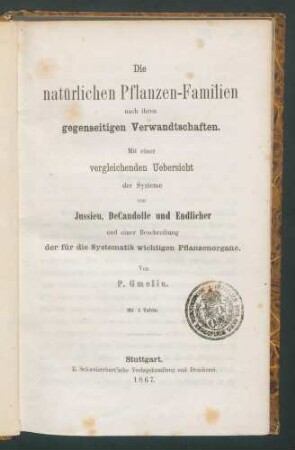 Die
natürlichen Pflanzen-Familien
nach ihren
gegenseitigen Verwandtschaften.
Mit einer
vergleichenden Uebersicht
der Systeme
von
Jussieu, DeCandolle und Endlicher
und einer Beschreibung
der für die Systematik wichtigen Pflanzenorgane.
Von
P. Gmelin.
Mit Tafeln.
Stuttgart.
E. Schweizerbart'sche Verlagshandlung und Druckerei.
1867.